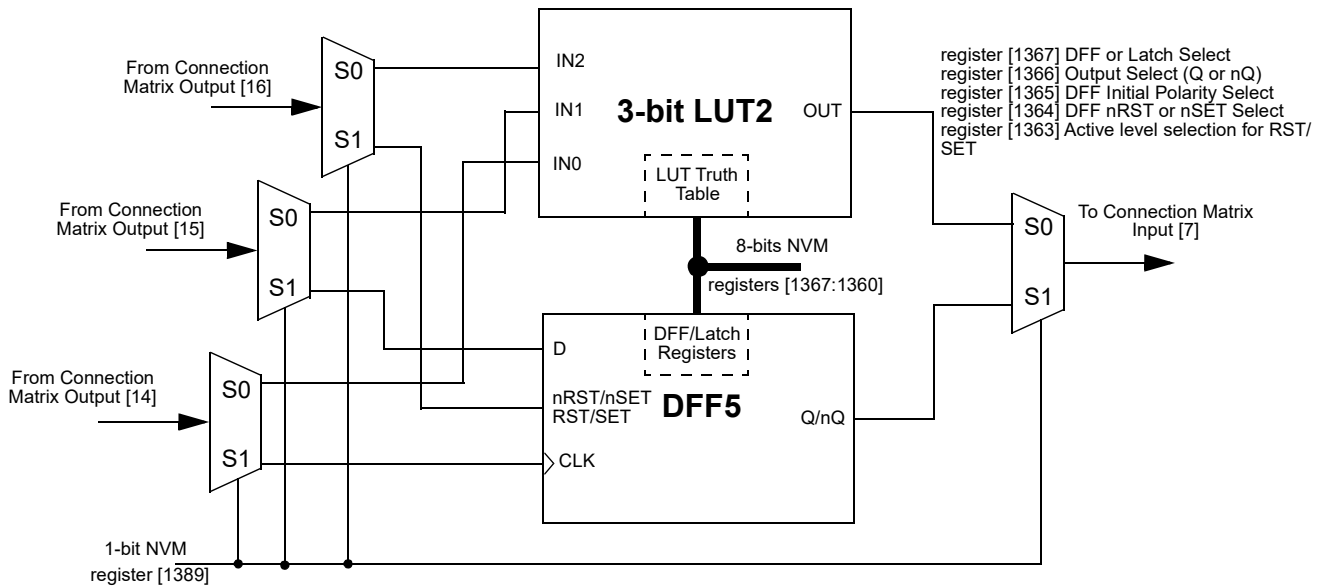 From Connection
Matrix Output [16]
S0
S1
From Connection
Matrix Output [15]
S0
S1
From Connection
Matrix Output [14]
S0
S1
1-bit NVM
register [1389]
IN2
IN1
IN0
3-bit LUT2
OUT
LUT Truth
Table
8-bits NVM
registers [1367:1360]
DFF/Latch
Registers
D
nRST/nSET
RST/SET
CLK
DFF5
Q/nQ
register [1367] DFF or Latch Select
register [1366] Output Select (Q or nQ)
register [1365] DFF Initial Polarity Select
register [1364] DFF nRST or nSET Select
register [1363] Active level selection for RST/
SET
S0
S1
To Connection Matrix
Input [7]